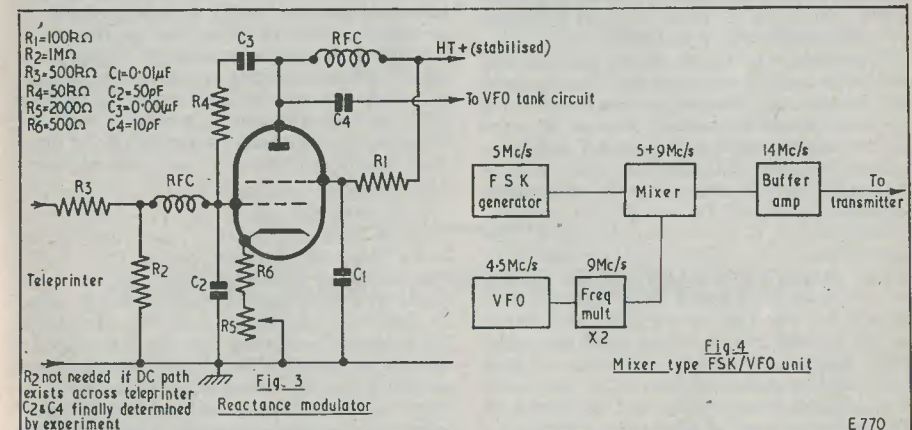 R1=100kΩ
R2=1MΩ
R3=500kΩ C1=0·01μF
R4=50kΩ C2=50pF
R5=2000Ω C3=0·001μF
R6=500Ω C4=10pF
C3
RFC
HT+(stabilised)
R4
C4
To VFO tank circuit
R3
RFC
R1
Teleprinter
R2
C2
R6
R5
C1
R2 not needed if DC path
exists across teleprinter
C2&C4 finally determined
by experiment
Fig. 3
Reactance modulator
5Mc/s
FSK
generator
5+9Mc/s
Mixer
14Mc/s
Buffer
amp
To
transmitter
4·5Mc/s
VFO
9Mc/s
Freq
mult
X2
Fig.4
Mixer type FSK/VFO unit
E770